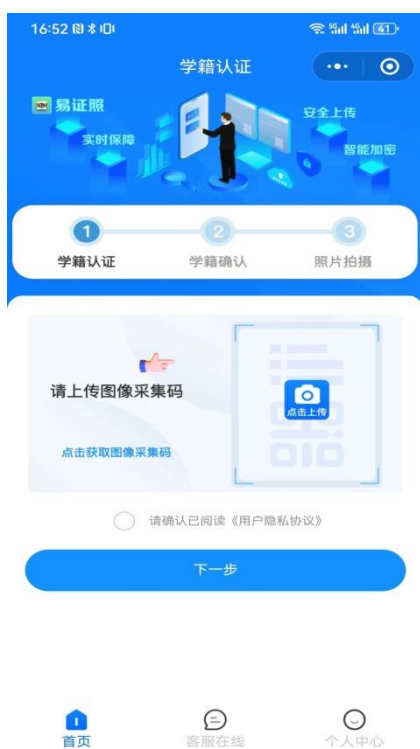 16:52
5G 4G 41
学籍认证
易证照
安全上传
实时保障
智能加密
1 2 3
学籍认证 学籍确认 照片拍摄
请上传图像采集码
点击上传
点击获取图像采集码
请确认已阅读《用户隐私协议》
下一步
首页 客服在线 个人中心